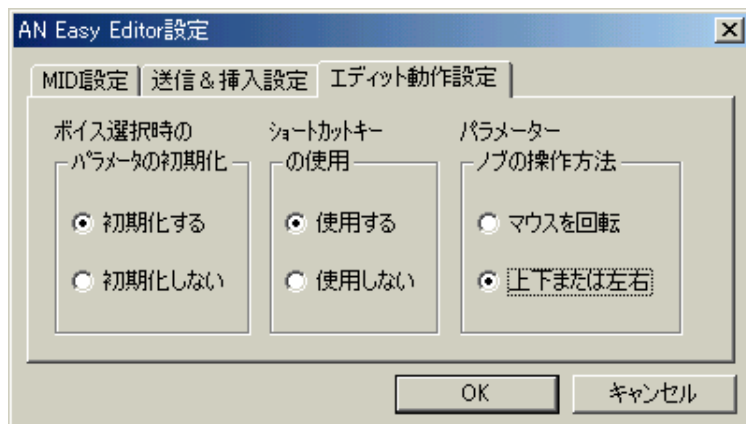 AN Easy Editor設定
MIDI設定 送信&挿入設定 エディット動作設定
ボイス選択時の
パラメータの初期化
初期化する
初期化しない
ショートカットキー
の使用
使用する
使用しない
パラメーター
ノブの操作方法
マウスを回転
上下または左右
OK キャンセル